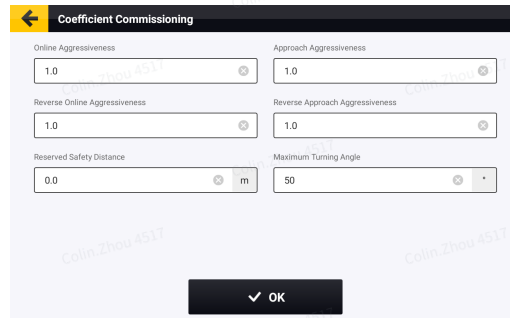 Coefficient Commissioning
Online Aggressiveness
Approach Aggressiveness
1.0
1.0
Reverse Online Aggressiveness
Reverse Approach Aggressiveness
1.0
1.0
Reserved Safety Distance
Maximum Turning Angle
0.0 m
50 °
OK
Colin.Zhou 4517
Colin.Zhou 4517
Colin.Zhou 4517
Colin.Zhou 4517